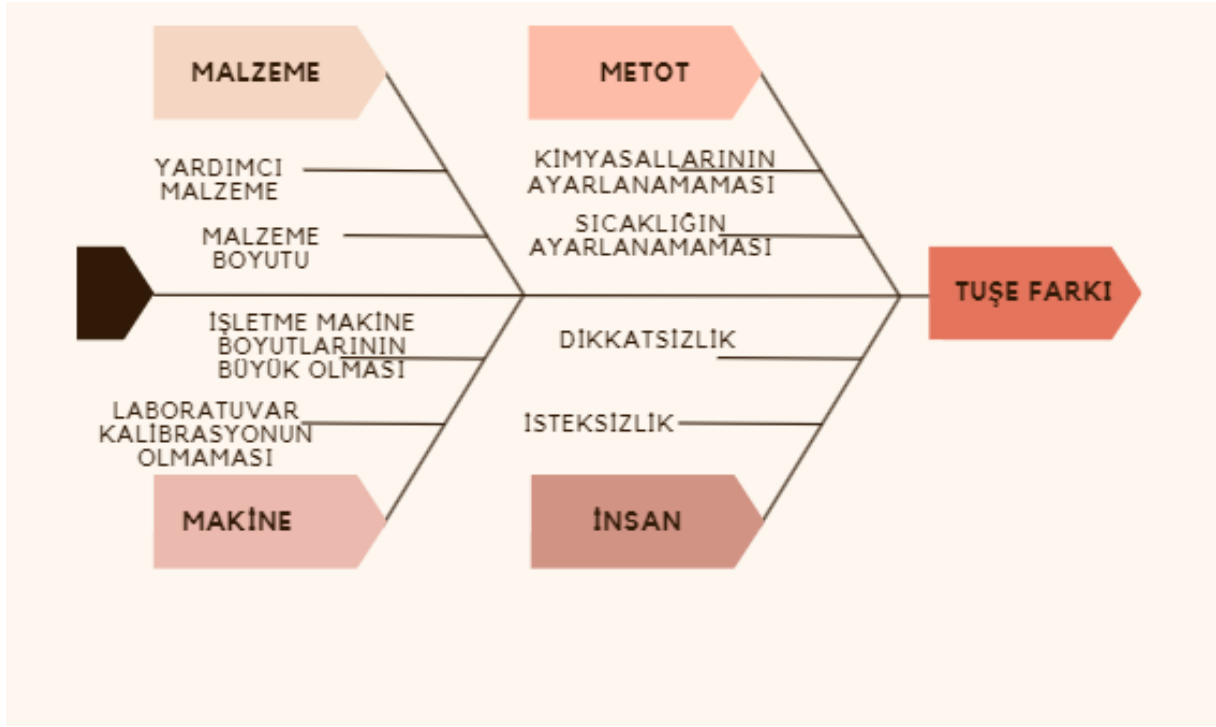 MALZEME
METOT
YARDIMCI
MALZEME
KİMYASALLARININ
AYARLANAMAMASI
MALZEME
BOYUTU
SICAKLIĞIN
AYARLANAMAMASI
TUŞE FARKI
İŞLETME MAKİNE
BOYUTLARININ
BÜYÜK OLMASI
DİKKATSİZLİK
LABORATUVAR
KALİBRASYONUN
OLMAMASI
İSTEKSİZLİK
MAKİNE
İNSAN